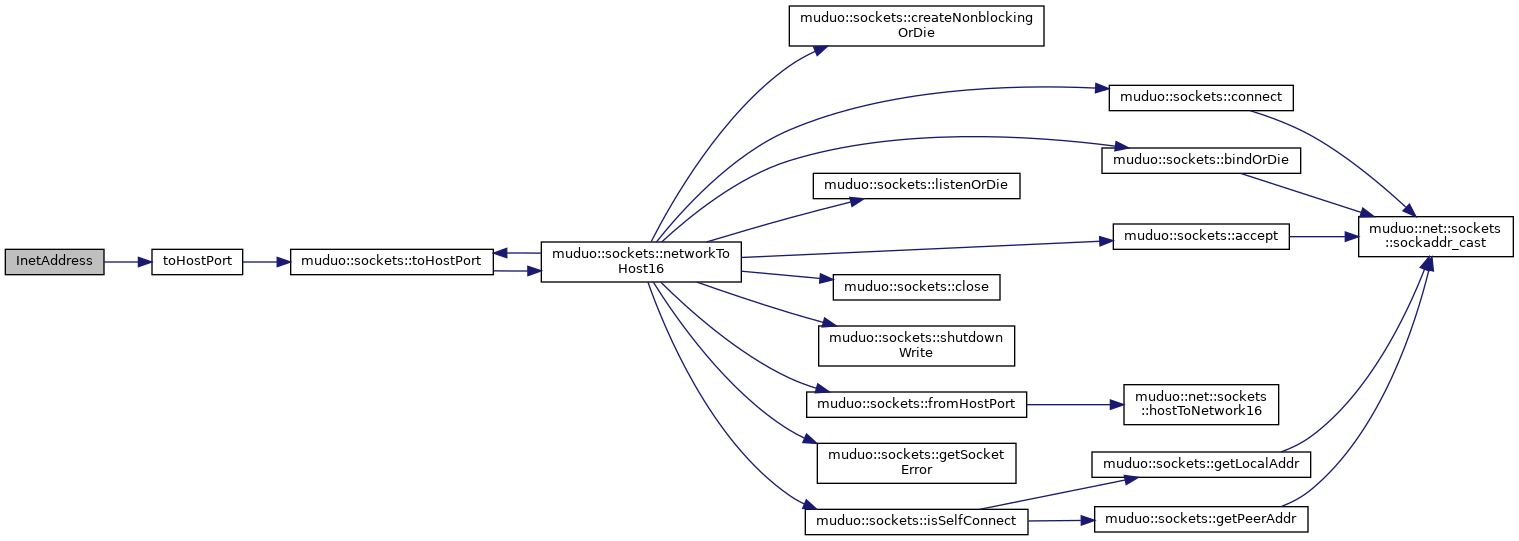 muduo::sockets::createNonblocking
OrDie
muduo::sockets::connect
muduo::sockets::bindOrDie
muduo::sockets::listenOrDie
muduo::net::sockets
::sockaddr_cast
muduo::sockets::accept
InetAddress
toHostPort
muduo::sockets::toHostPort
muduo::sockets::networkTo
Host16
muduo::sockets::close
muduo::sockets::shutdown
Write
muduo::sockets::fromHostPort
muduo::net::sockets
::hostToNetwork16
muduo::sockets::getSocket
Error
muduo::sockets::getLocalAddr
muduo::sockets::isSelfConnect
muduo::sockets::getPeerAddr